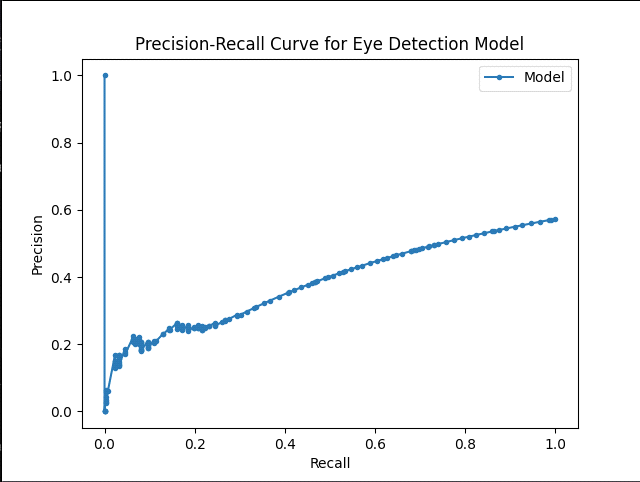 Precision-Recall Curve for Eye Detection Model
Model
1.0
0.8
0.6
0.4
0.2
0.0
Precision
0.0 0.2 0.4 0.6 0.8 1.0
Recall